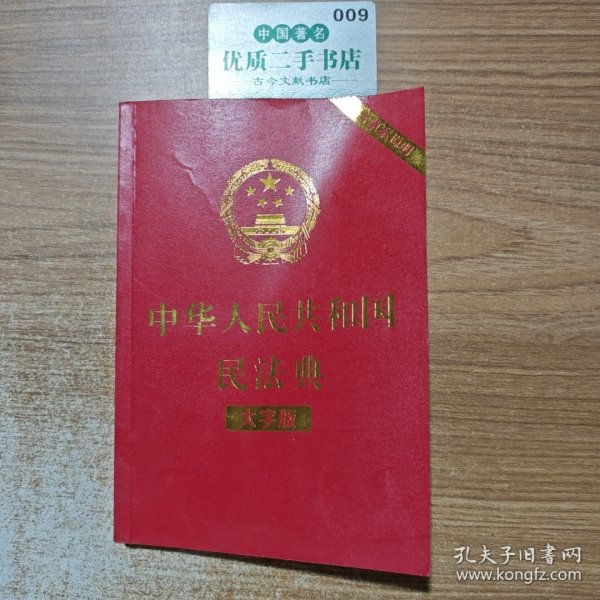 009
中国著名
优质二手书店
古今文献书店
中华人民共和国
民法典
大字版
孔夫子旧书网
www.kongfz.com